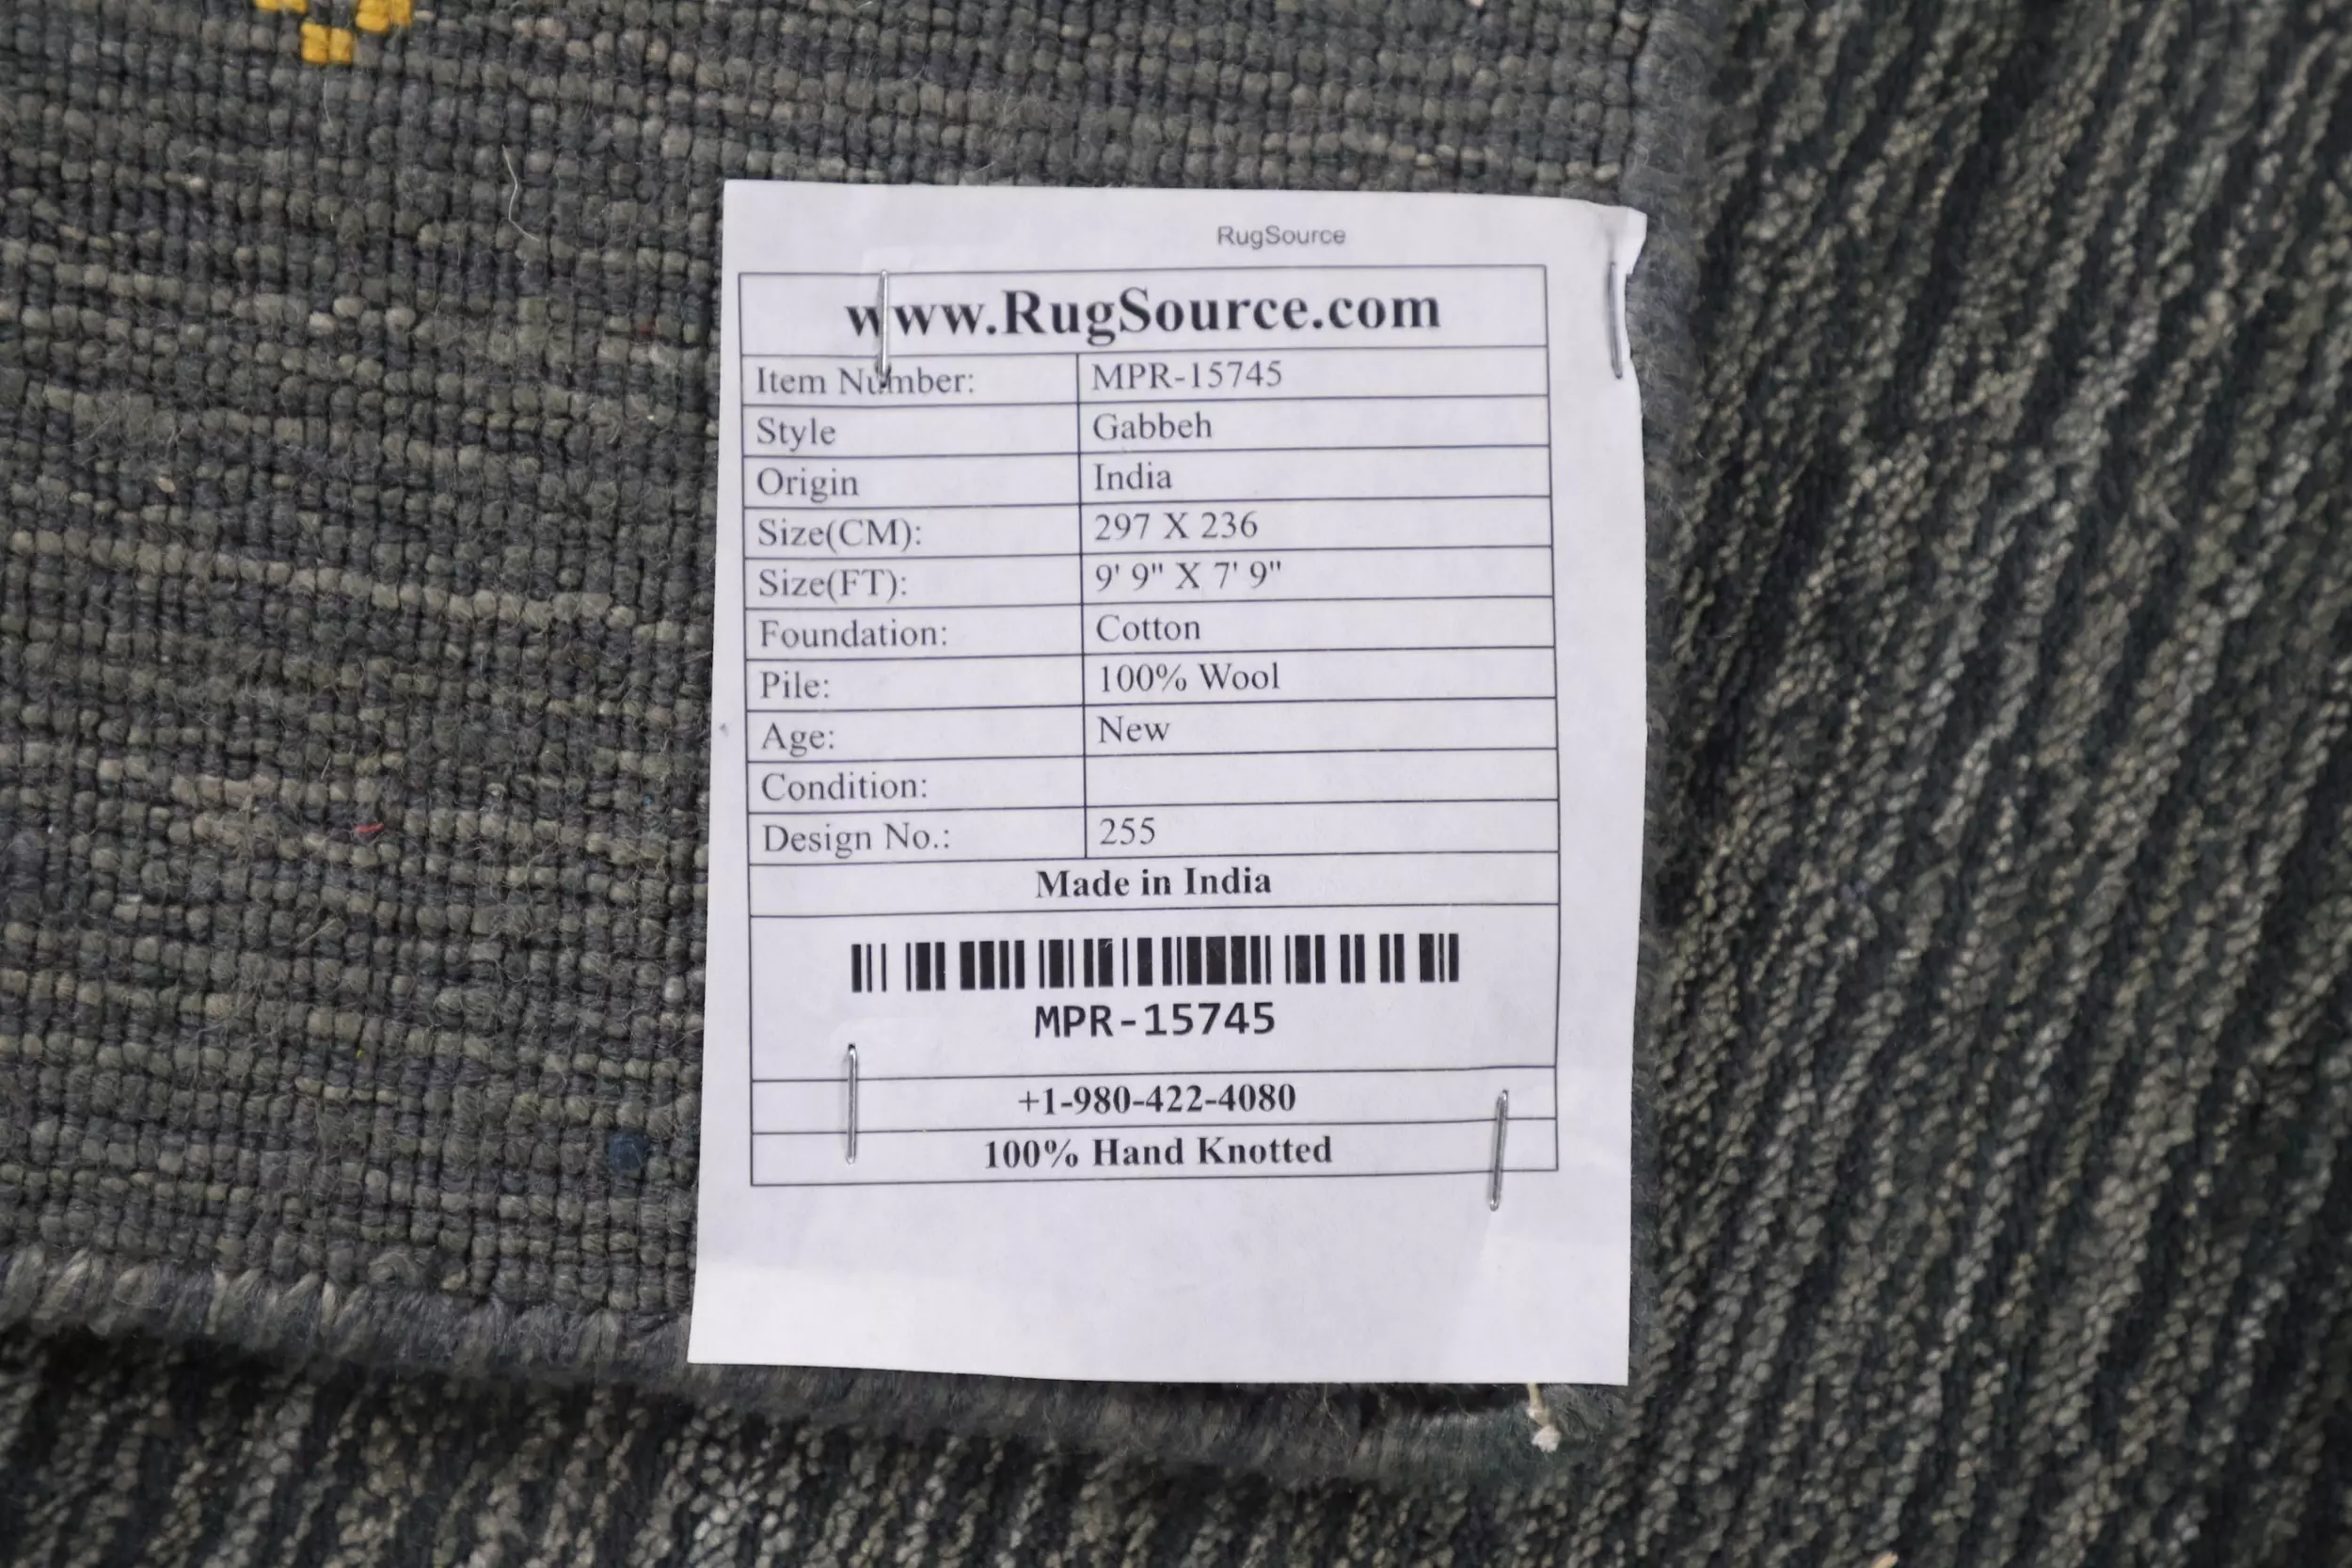 RugSource
www.RugSource.com
Item Number: MPR-15745
Style Gabbeh
Origin India
Size(CM): 297 X 236
Size(FT): 9' 9" X 7' 9"
Foundation: Cotton
Pile: 100% Wool
Age: New
Condition:
Design No.: 255
Made in India
MPR-15745
+1-980-422-4080
100% Hand Knotted